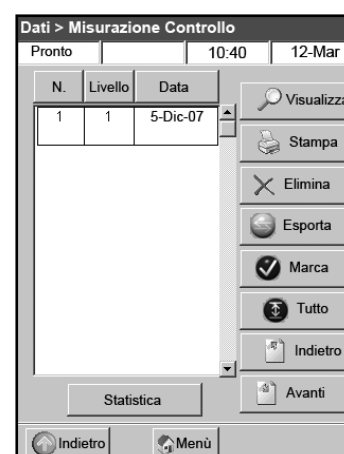 Dati > Misurazione Controllo
Pronto 10:40 12-Mar
N. Livello Data
1 1 5-Dic-07
Visualizza
Stampa
Elimina
Esporta
Marca
Tutto
Indietro
Avanti
Statistica
Indietro Menù